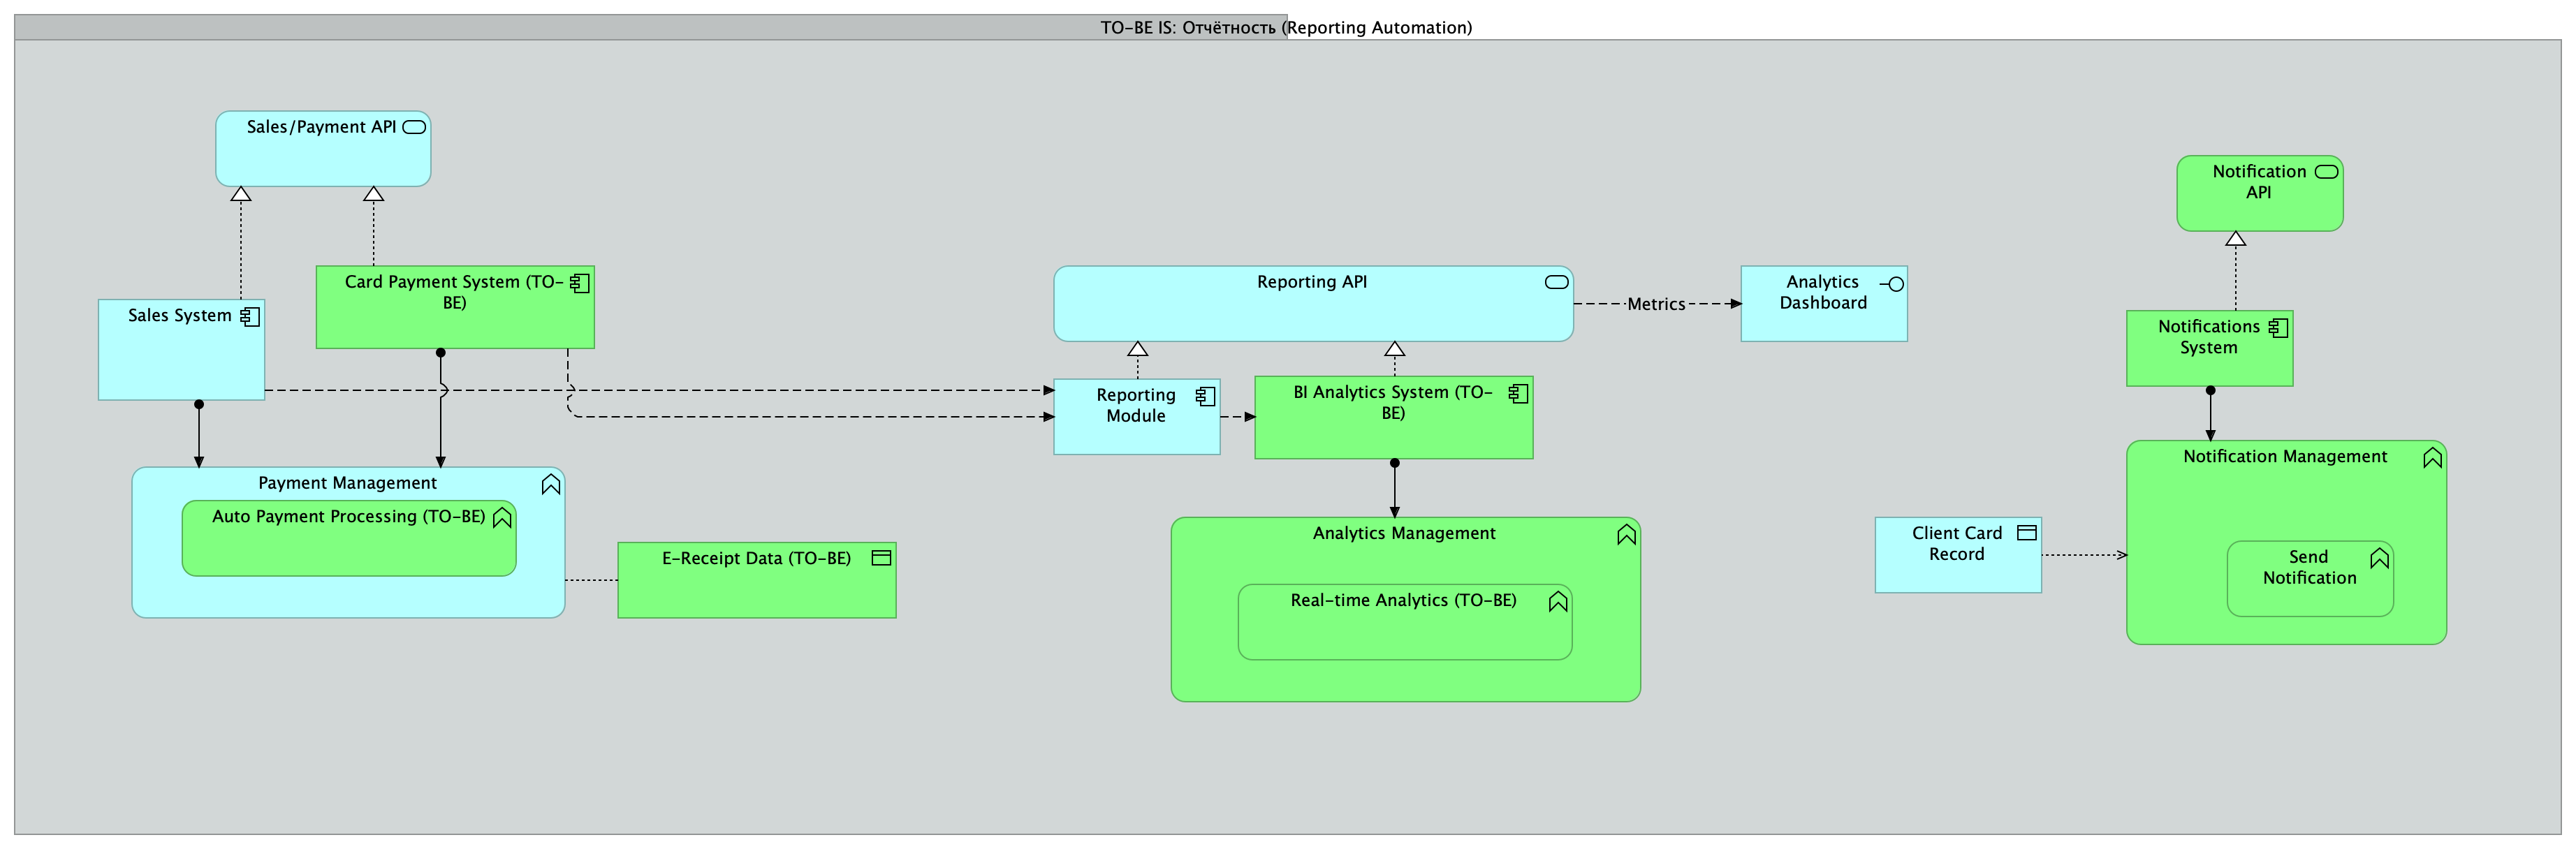 TO-BE IS: Отчётность (Reporting Automation)
Sales/Payment API
Notification
API
Card Payment System (TO-
BE)
Sales System
Reporting API
Metrics
Analytics
Dashboard
Notifications
System
Reporting
Module
BI Analytics System (TO-
BE)
Payment Management
Auto Payment Processing (TO-BE)
E-Receipt Data (TO-BE)
Analytics Management
Real-time Analytics (TO-BE)
Notification Management
Client Card
Record
Send
Notification